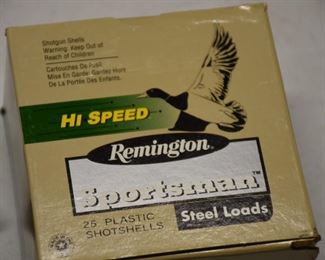 Shotgun Shells
Warning: Keep Out of
Reach of Children
Cartouches De Fusil
Mise En Garde: Gardez Hors
De La Portée Des Enfants.
HI SPEED
Remington
Sportsman™
25 PLASTIC
SHOTSHELLS
Steel Loads